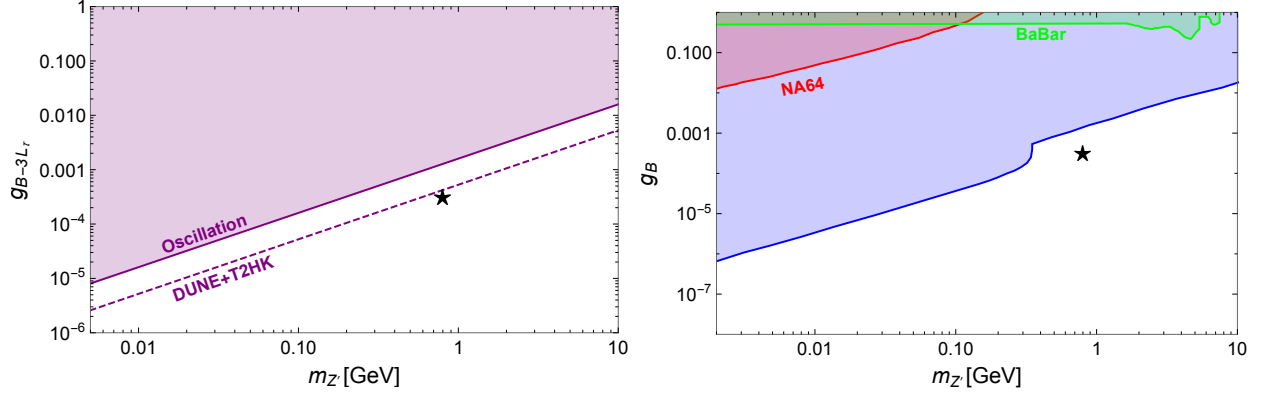 1
0.100
0.010
0.001
10⁻⁴
10⁻⁵
10⁻⁶
g_{B-3L_τ}
Oscillation
DUNE+T2HK
0.01
0.10
1
10
m_{Z'} [GeV]
0.100
0.001
10⁻⁵
10⁻⁷
g_B
BaBar
NA64
0.01
0.10
1
10
m_{Z'} [GeV]